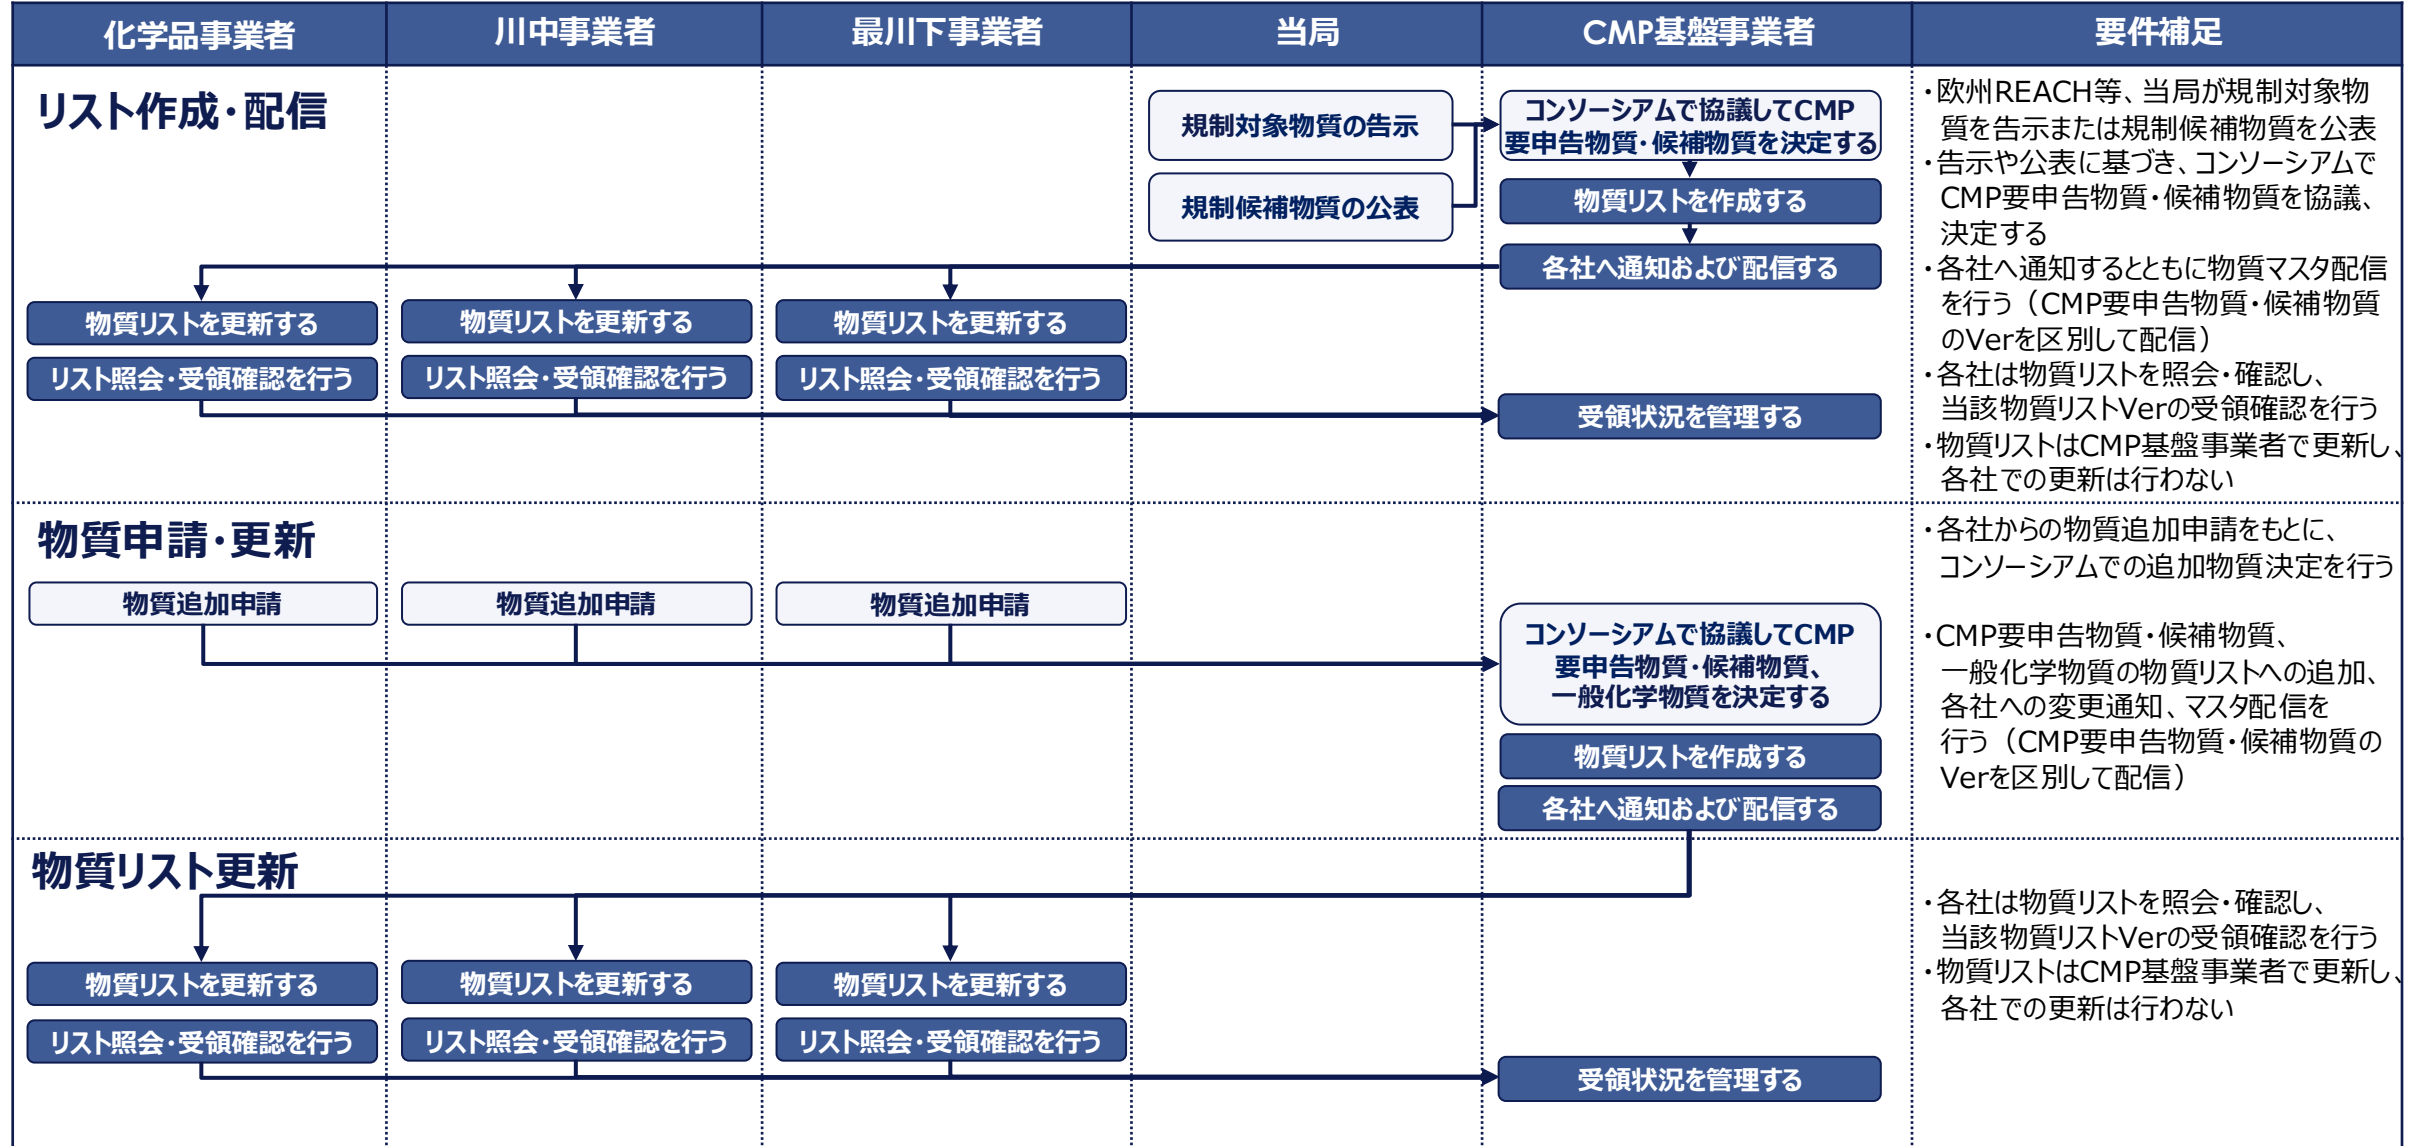 化学品事業者
川中事業者
最川下事業者
当局
CMP基盤事業者
要件補足
リスト作成・配信
規制対象物質の告示
規制候補物質の公表
コンソーシアムで協議してCMP
要申告物質・候補物質を決定する
物質リストを作成する
各社へ通知および配信する
物質リストを更新する
物質リストを更新する
物質リストを更新する
リスト照会・受領確認を行う
リスト照会・受領確認を行う
リスト照会・受領確認を行う
受領状況を管理する
・欧州REACH等、当局が規制対象物
質を告示または規制候補物質を公表
・告示や公表に基づき、コンソーシアムで
CMP要申告物質・候補物質を協議、
決定する
・各社へ通知するとともに物質マスタ配信
を行う（CMP要申告物質・候補物質
のVerを区別して配信）
・各社は物質リストを照会・確認し、
当該物質リストVerの受領確認を行う
・物質リストはCMP基盤事業者で更新し、
各社での更新は行わない
物質申請・更新
物質追加申請
物質追加申請
物質追加申請
コンソーシアムで協議してCMP
要申告物質・候補物質、
一般化学物質を決定する
物質リストを作成する
各社へ通知および配信する
・各社からの物質追加申請をもとに、
コンソーシアムでの追加物質決定を行う
・CMP要申告物質・候補物質、
一般化学物質の物質リストへの追加、
各社への変更通知、マスタ配信を
行う（CMP要申告物質・候補物質の
Verを区別して配信）
物質リスト更新
物質リストを更新する
物質リストを更新する
物質リストを更新する
リスト照会・受領確認を行う
リスト照会・受領確認を行う
リスト照会・受領確認を行う
受領状況を管理する
・各社は物質リストを照会・確認し、
当該物質リストVerの受領確認を行う
・物質リストはCMP基盤事業者で更新し、
各社での更新は行わない